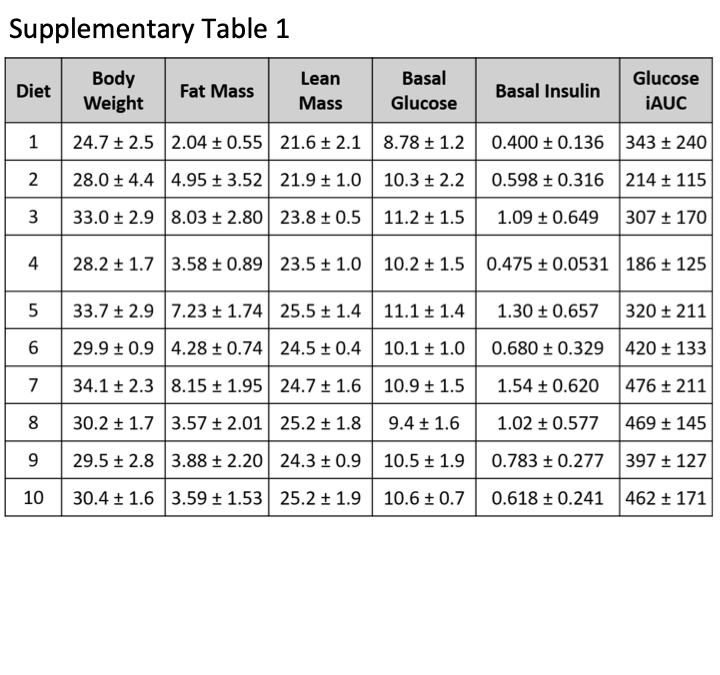 Supplementary Table 1
Diet Body Weight Fat Mass Lean Mass Basal Glucose Basal Insulin Glucose iAUC
1 24.7 ± 2.5 2.04 ± 0.55 21.6 ± 2.1 8.78 ± 1.2 0.400 ± 0.136 343 ± 240
2 28.0 ± 4.4 4.95 ± 3.52 21.9 ± 1.0 10.3 ± 2.2 0.598 ± 0.316 214 ± 115
3 33.0 ± 2.9 8.03 ± 2.80 23.8 ± 0.5 11.2 ± 1.5 1.09 ± 0.649 307 ± 170
4 28.2 ± 1.7 3.58 ± 0.89 23.5 ± 1.0 10.2 ± 1.5 0.475 ± 0.0531 186 ± 125
5 33.7 ± 2.9 7.23 ± 1.74 25.5 ± 1.4 11.1 ± 1.4 1.30 ± 0.657 320 ± 211
6 29.9 ± 0.9 4.28 ± 0.74 24.5 ± 0.4 10.1 ± 1.0 0.680 ± 0.329 420 ± 133
7 34.1 ± 2.3 8.15 ± 1.95 24.7 ± 1.6 10.9 ± 1.5 1.54 ± 0.620 476 ± 211
8 30.2 ± 1.7 3.57 ± 2.01 25.2 ± 1.8 9.4 ± 1.6 1.02 ± 0.577 469 ± 145
9 29.5 ± 2.8 3.88 ± 2.20 24.3 ± 0.9 10.5 ± 1.9 0.783 ± 0.277 397 ± 127
10 30.4 ± 1.6 3.59 ± 1.53 25.2 ± 1.9 10.6 ± 0.7 0.618 ± 0.241 462 ± 171